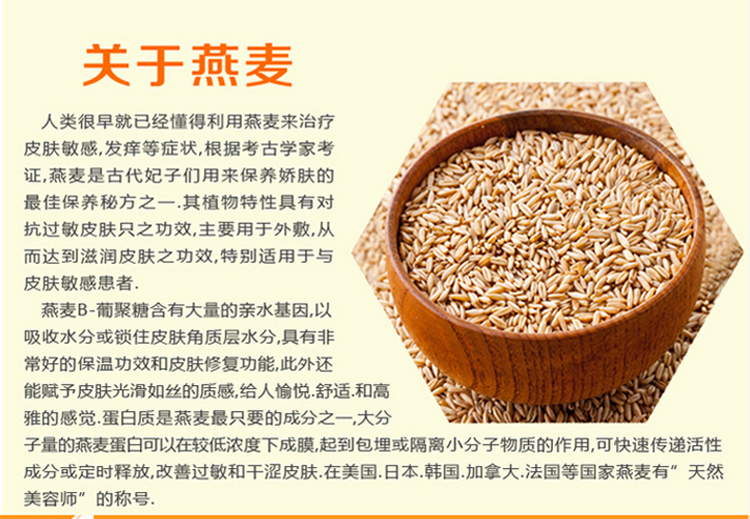 关于燕麦
人类很早就已经懂得利用燕麦来治疗
皮肤敏感,发痒等症状,根据考古学家考
证,燕麦是古代妃子们用来保养娇肤的
最佳保养秘方之一.其植物特性具有对
抗过敏皮肤只之功效,主要用于外敷,从
而达到滋润皮肤之功效,特别适用于与
皮肤敏感患者.
燕麦B-葡聚糖含有大量的亲水基因,以
吸收水分或锁住皮肤角质层水分,具有非
常好的保温功效和皮肤修复功能,此外还
能赋予皮肤光滑如丝的质感,给人愉悦.舒适.和高
雅的感觉.蛋白质是燕麦最只要的成分之一,大分
子量的燕麦蛋白可以在较低浓度下成膜,起到包埋或隔离小分子物质的作用,可快速传递活性
成分或定时释放,改善过敏和干涩皮肤.在美国.日本.韩国.加拿大.法国等国家燕麦有”天然
美容师”的称号.